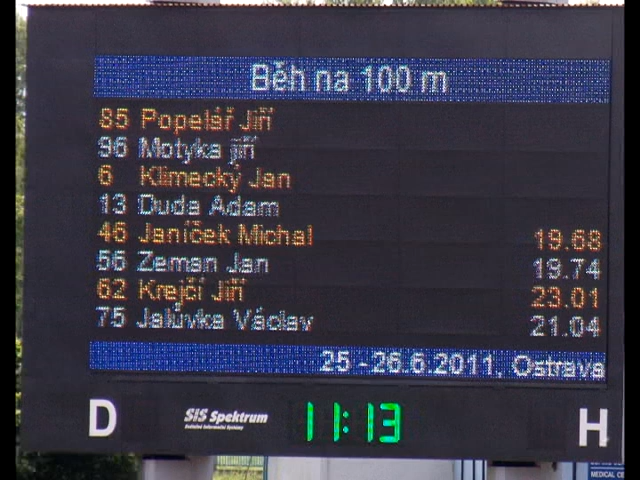 Běh na 100 m
85 Popelář Jiří
96 Motyka jiří
6 Klimecký Jan
13 Duda Adam
46 Janíček Michal 19.68
56 Zeman Jan 19.74
62 Krejčí Jiří 23.01
75 Jalůvka Václav 21.04
25 -26.6.2011. Ostrava
D SiS Spektrum 11:13 H
MEDICAL CE